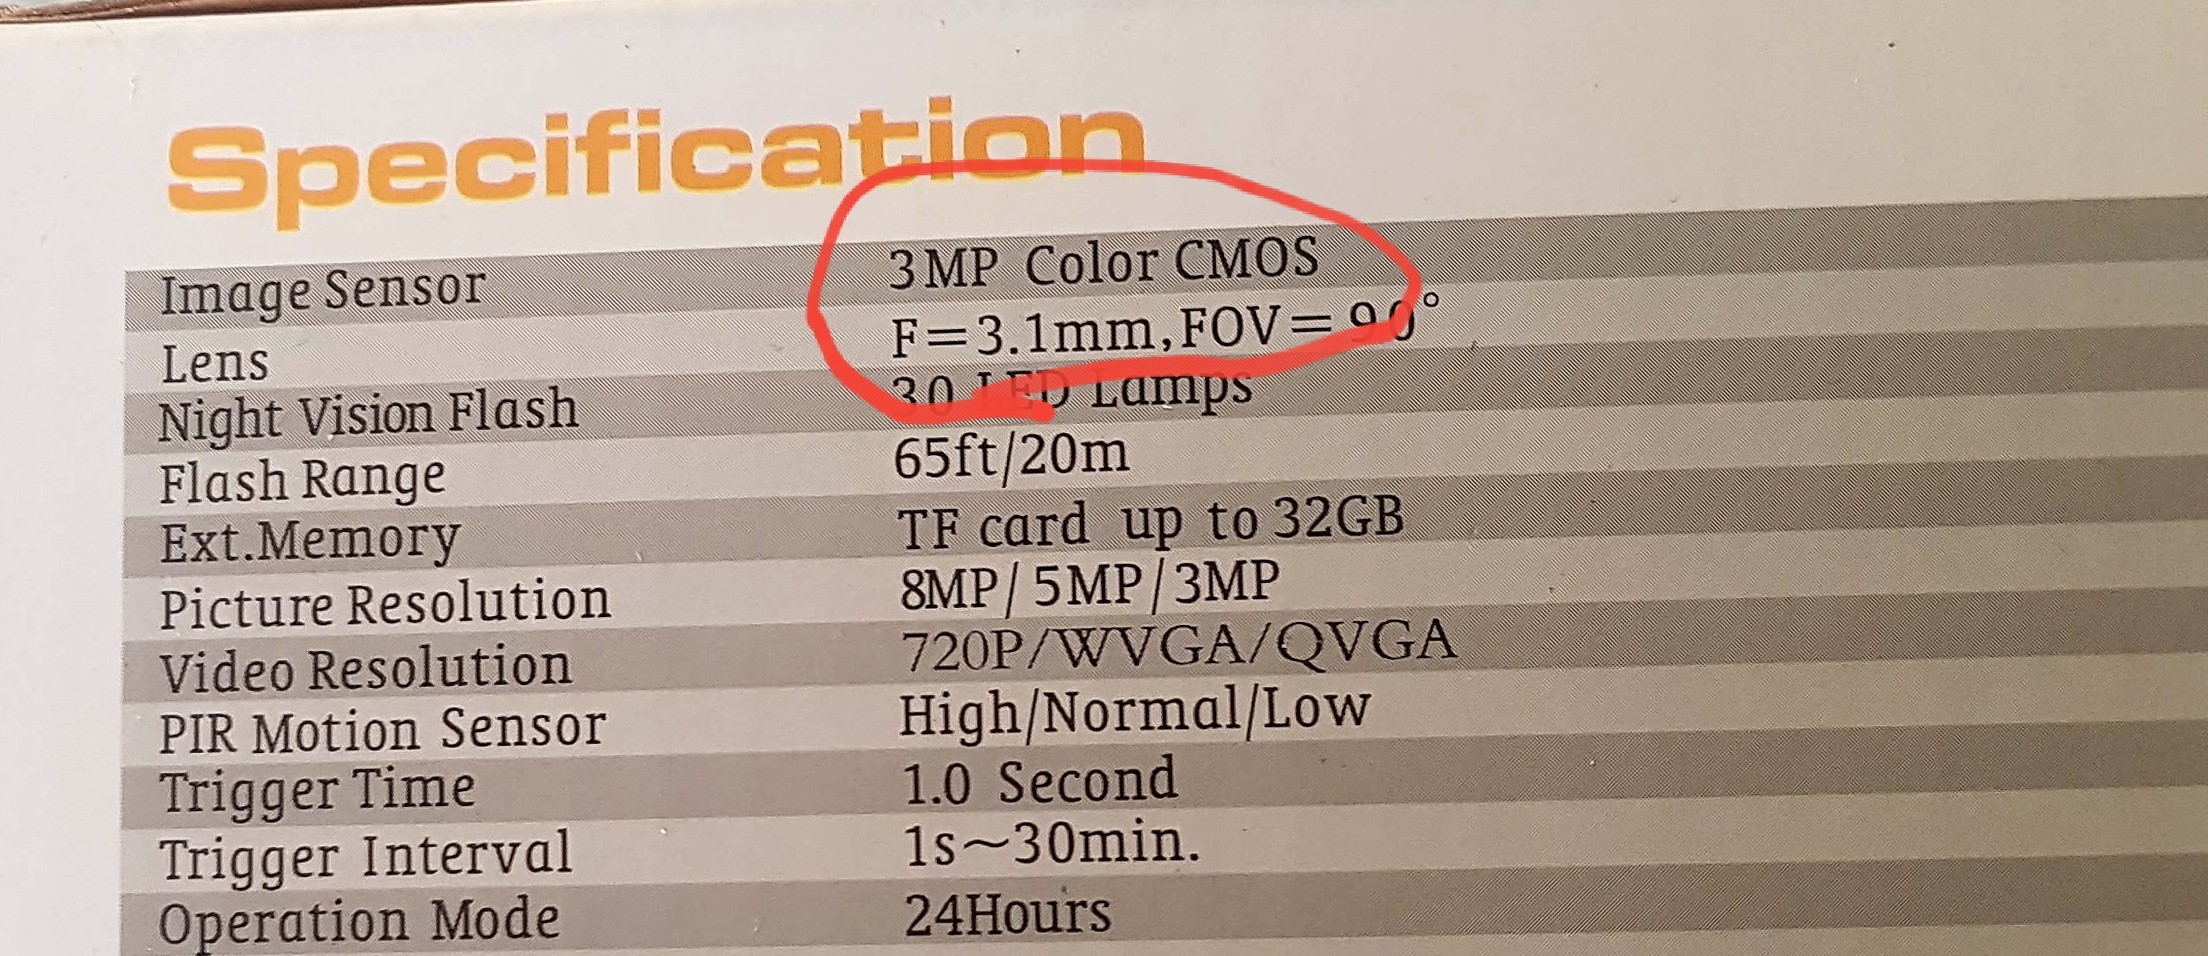 Specification
Image Sensor 3MP Color CMOS
Lens F=3.1mm,FOV=90°
Night Vision Flash 30 LED Lamps
Flash Range 65ft/20m
Ext.Memory TF card up to 32GB
Picture Resolution 8MP/5MP/3MP
Video Resolution 720P/WVGA/QVGA
PIR Motion Sensor High/Normal/Low
Trigger Time 1.0 Second
Trigger Interval 1s~30min.
Operation Mode 24Hours